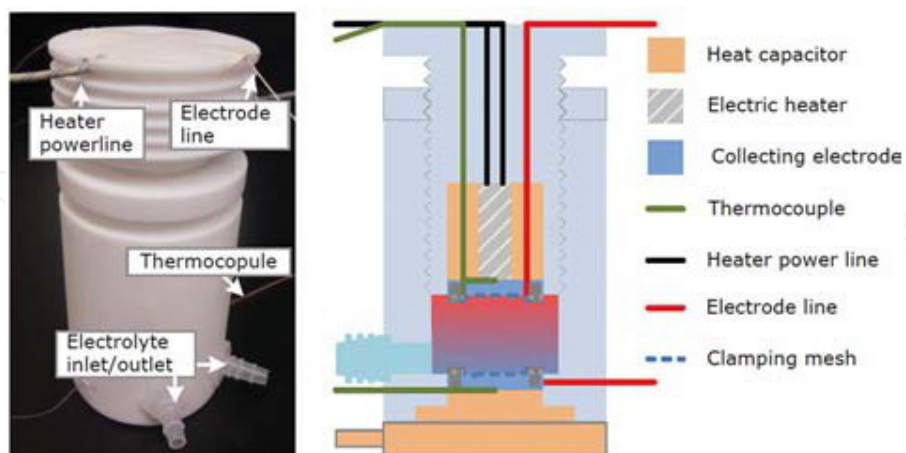 Heater
powerline
Electrode
line
Thermocopule
Electrolyte
inlet/outlet
Heat capacitor
Electric heater
Collecting electrode
Thermocouple
Heater power line
Electrode line
Clamping mesh